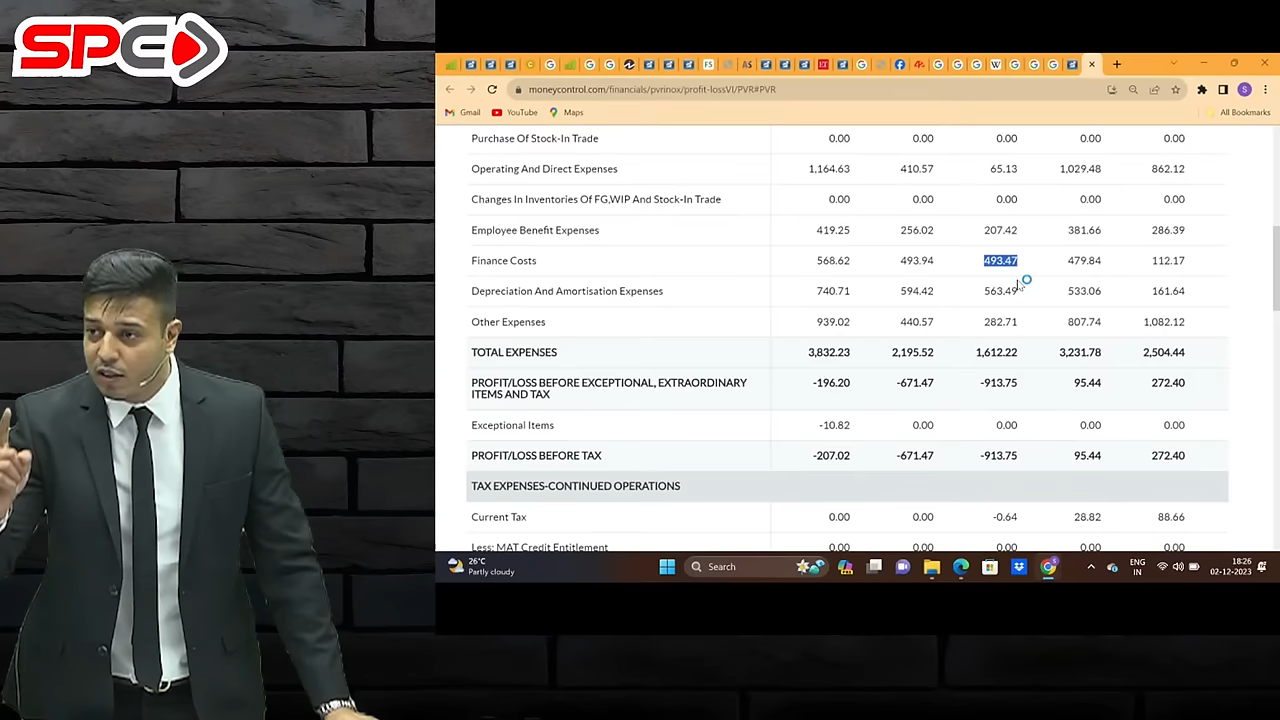 SPC
moneycontrol.com/financials/pvrinox/profit-lossVI/PVR#PVR
Gmail YouTube Maps All Bookmarks
Purchase Of Stock-In Trade 0.00 0.00 0.00 0.00 0.00
Operating And Direct Expenses 1,164.63 410.57 65.13 1,029.48 862.12
Changes In Inventories Of FG,WIP And Stock-In Trade 0.00 0.00 0.00 0.00 0.00
Employee Benefit Expenses 419.25 256.02 207.42 381.66 286.39
Finance Costs 568.62 493.94 493.47 479.84 112.17
Depreciation And Amortisation Expenses 740.71 594.42 563.49 533.06 161.64
Other Expenses 939.02 440.57 282.71 807.74 1,082.12
TOTAL EXPENSES 3,832.23 2,195.52 1,612.22 3,231.78 2,504.44
PROFIT/LOSS BEFORE EXCEPTIONAL, EXTRAORDINARY -196.20 -671.47 -913.75 95.44 272.40
ITEMS AND TAX
Exceptional Items -10.82 0.00 0.00 0.00 0.00
PROFIT/LOSS BEFORE TAX -207.02 -671.47 -913.75 95.44 272.40
TAX EXPENSES-CONTINUED OPERATIONS
Current Tax 0.00 0.00 -0.64 28.82 88.66
Less: MAT Credit Entitlement 0.00 0.00 0.00 0.00 0.00
26°C
Partly cloudy
Search
ENG
IN
18:26
02-12-2023